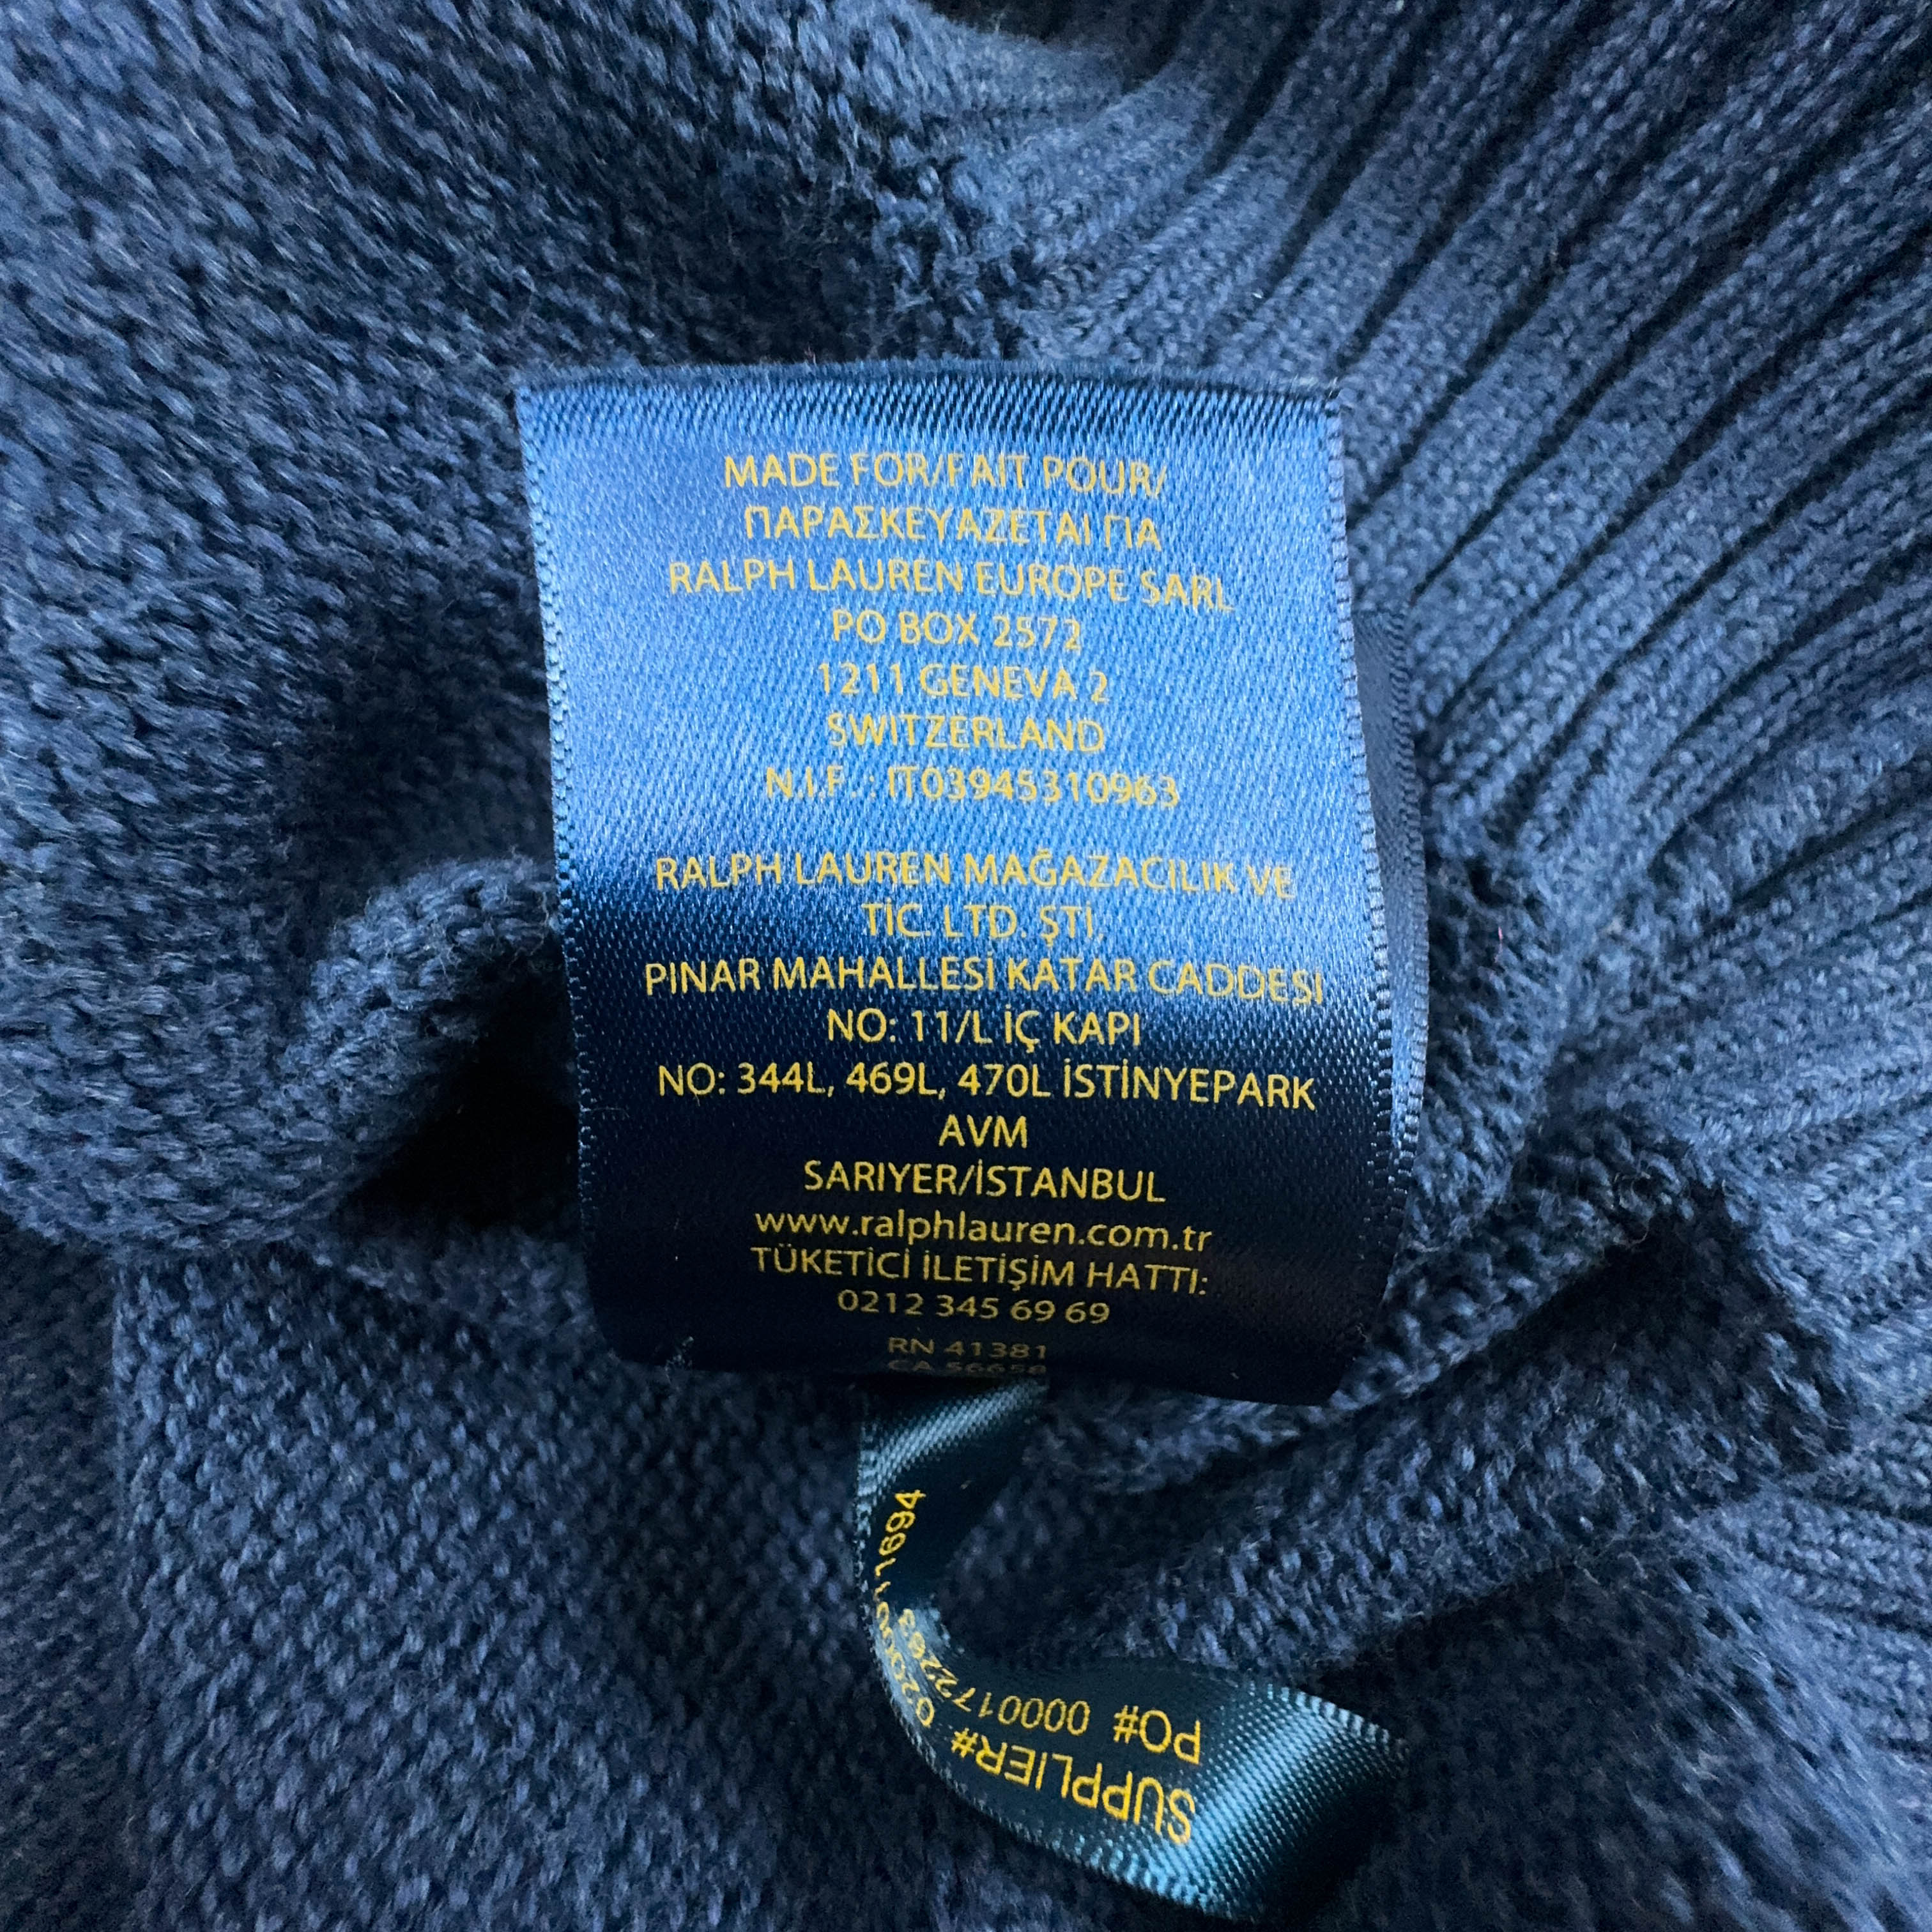 MADE FOR/FAIT POUR/
ΠΑΡΑΣΚΕΥΑΖΕΤΑΙ ΓΙΑ
RALPH LAUREN EUROPE SARL
PO BOX 2572
1211 GENEVA 2
SWITZERLAND
N.I.F. : IT03945310963
RALPH LAUREN MAĞAZACILIK VE
TİC. LTD. ŞTİ.
PINAR MAHALLESİ KATAR CADDESİ
NO: 11/L İÇ KAPI
NO: 344L, 469L, 470L İSTİNYEPARK
AVM
SARIYER/İSTANBUL
www.ralphlauren.com.tr
TÜKETİCİ İLETİŞİM HATTI:
0212 345 69 69
RN 41381
CA 56658
SUPPLIER#
PO#